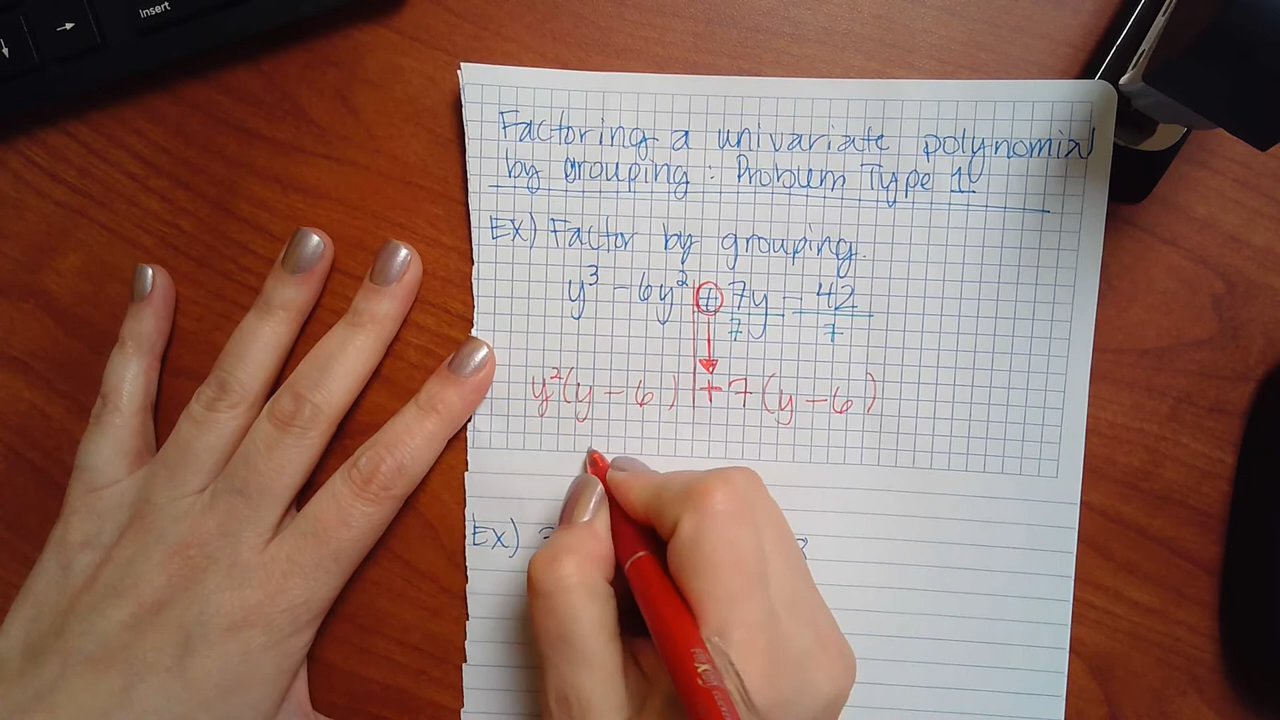 Insert
Factoring a univariate polynomial
by grouping: Problem Type 1
EX) Factor by grouping.
y³ - 6y² + 7y - 42
7y 7
y²(y - 6) + 7(y - 6)
EX)